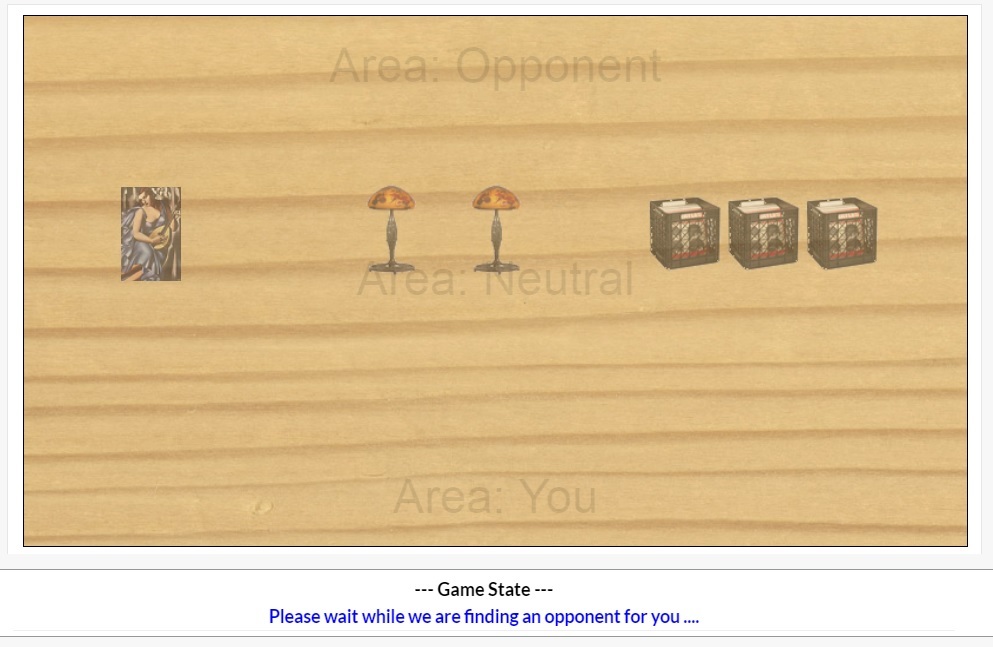 Area: Opponent
Area: Neutral
Area: You
--- Game State ---
Please wait while we are finding an opponent for you ....